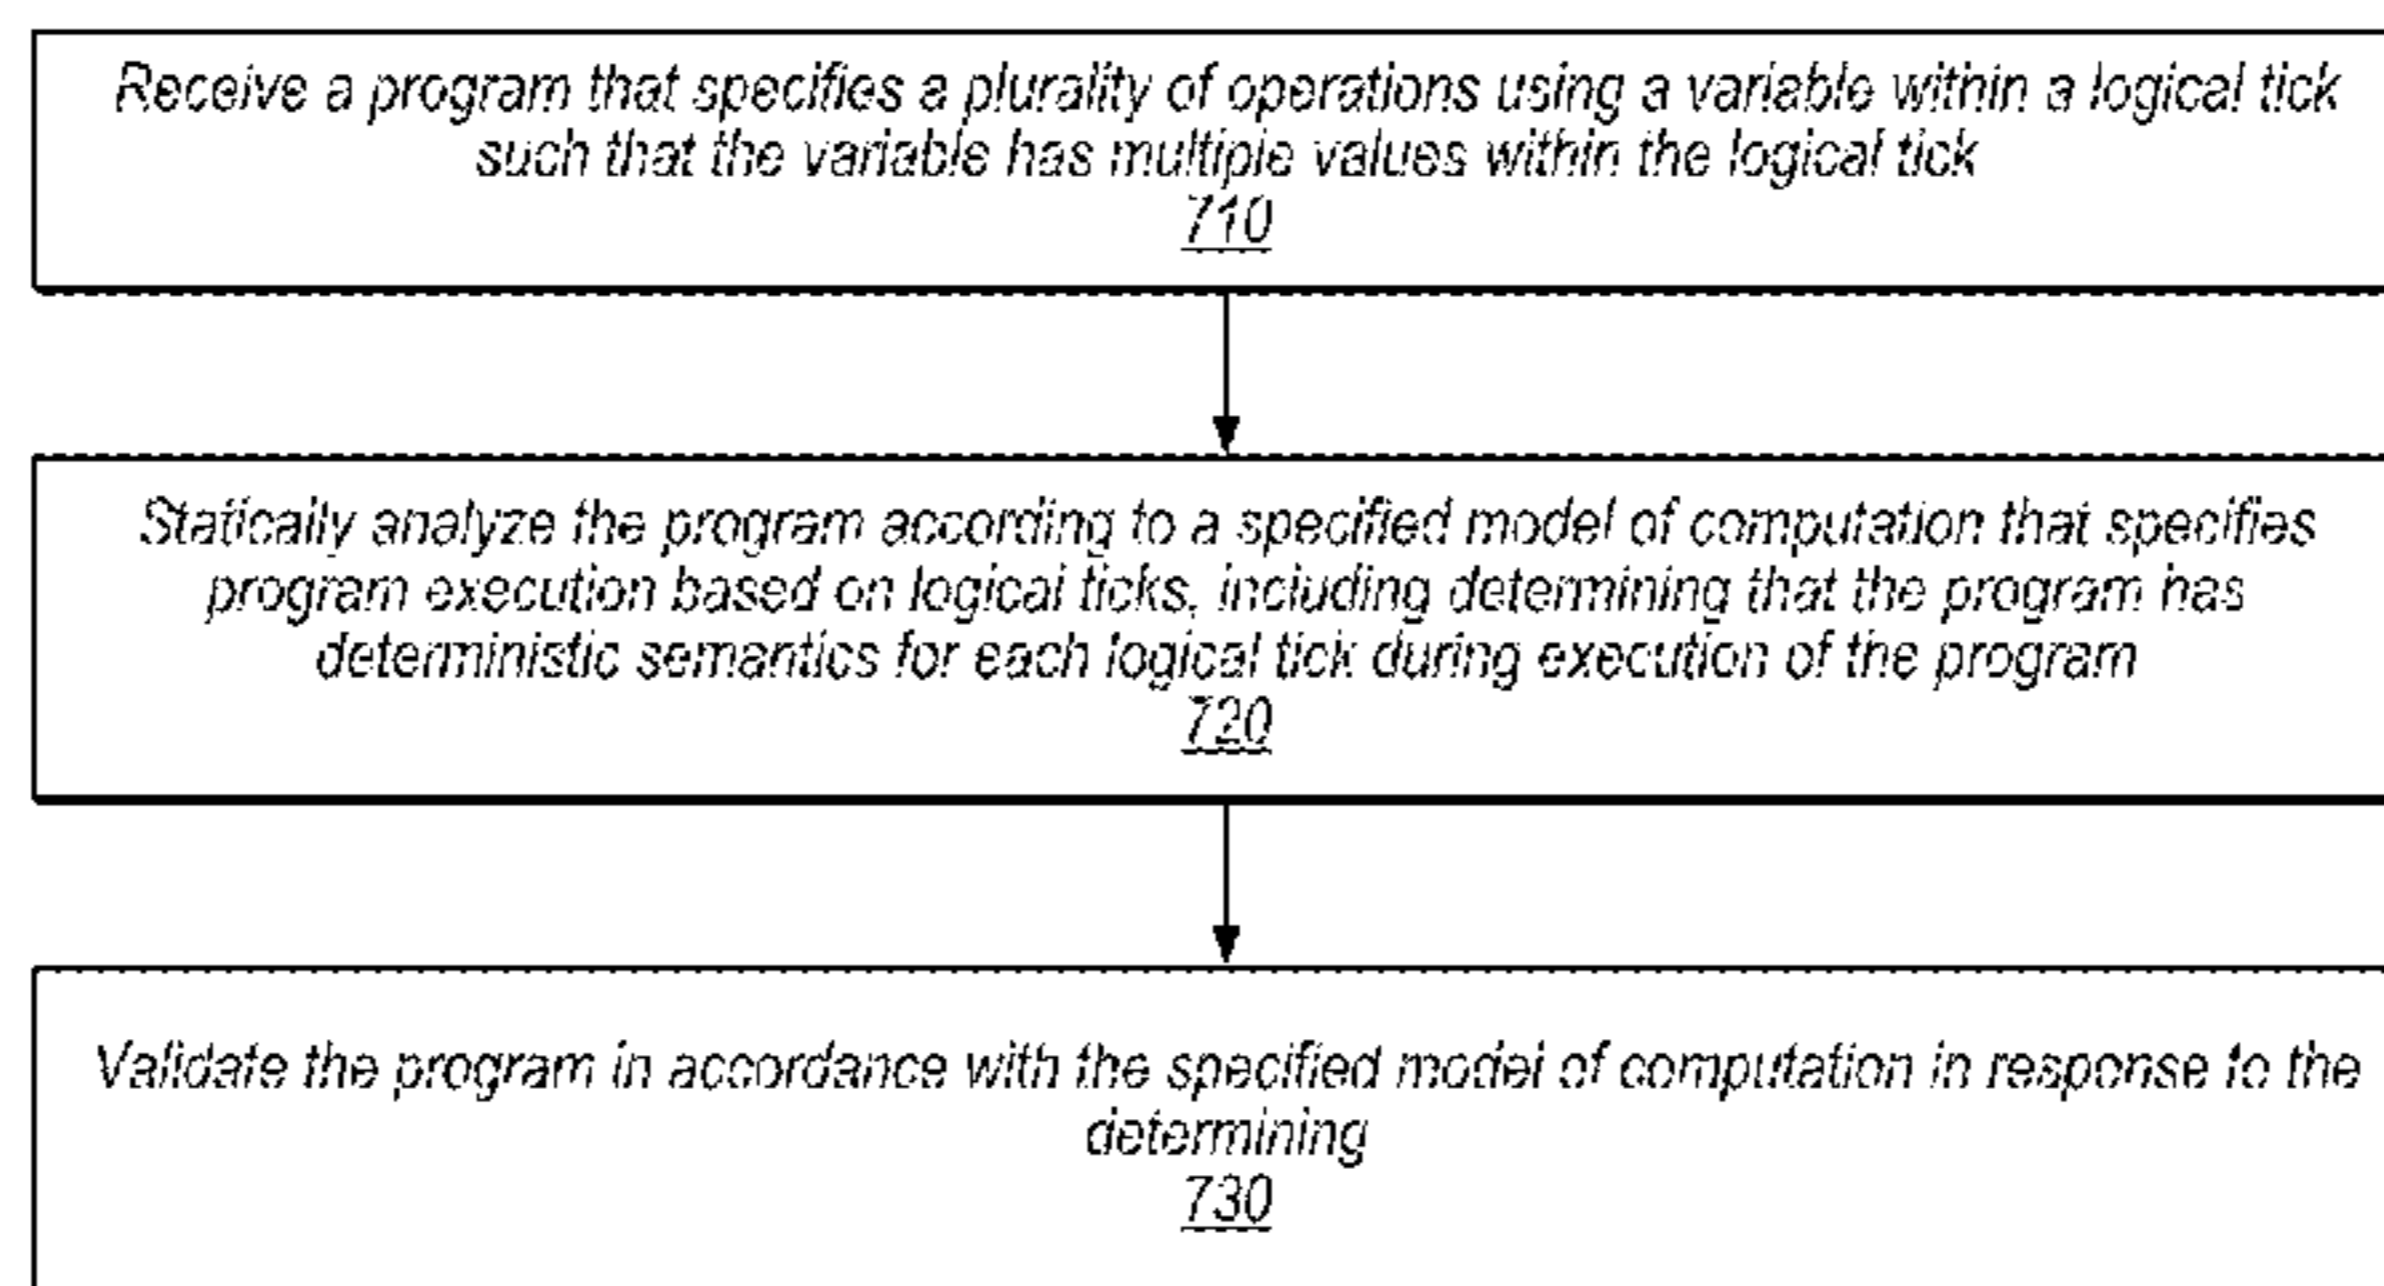 Receive a program that specifies a plurality of operations using a variable within a logical tick
such that the variable has multiple values within the logical tick
710
Statically analyze the program according to a specified model of computation that specifies
program execution based on logical ticks, including determining that the program has
deterministic semantics for each logical tick during execution of the program
720
Validate the program in accordance with the specified model of computation in response to the
determining
730